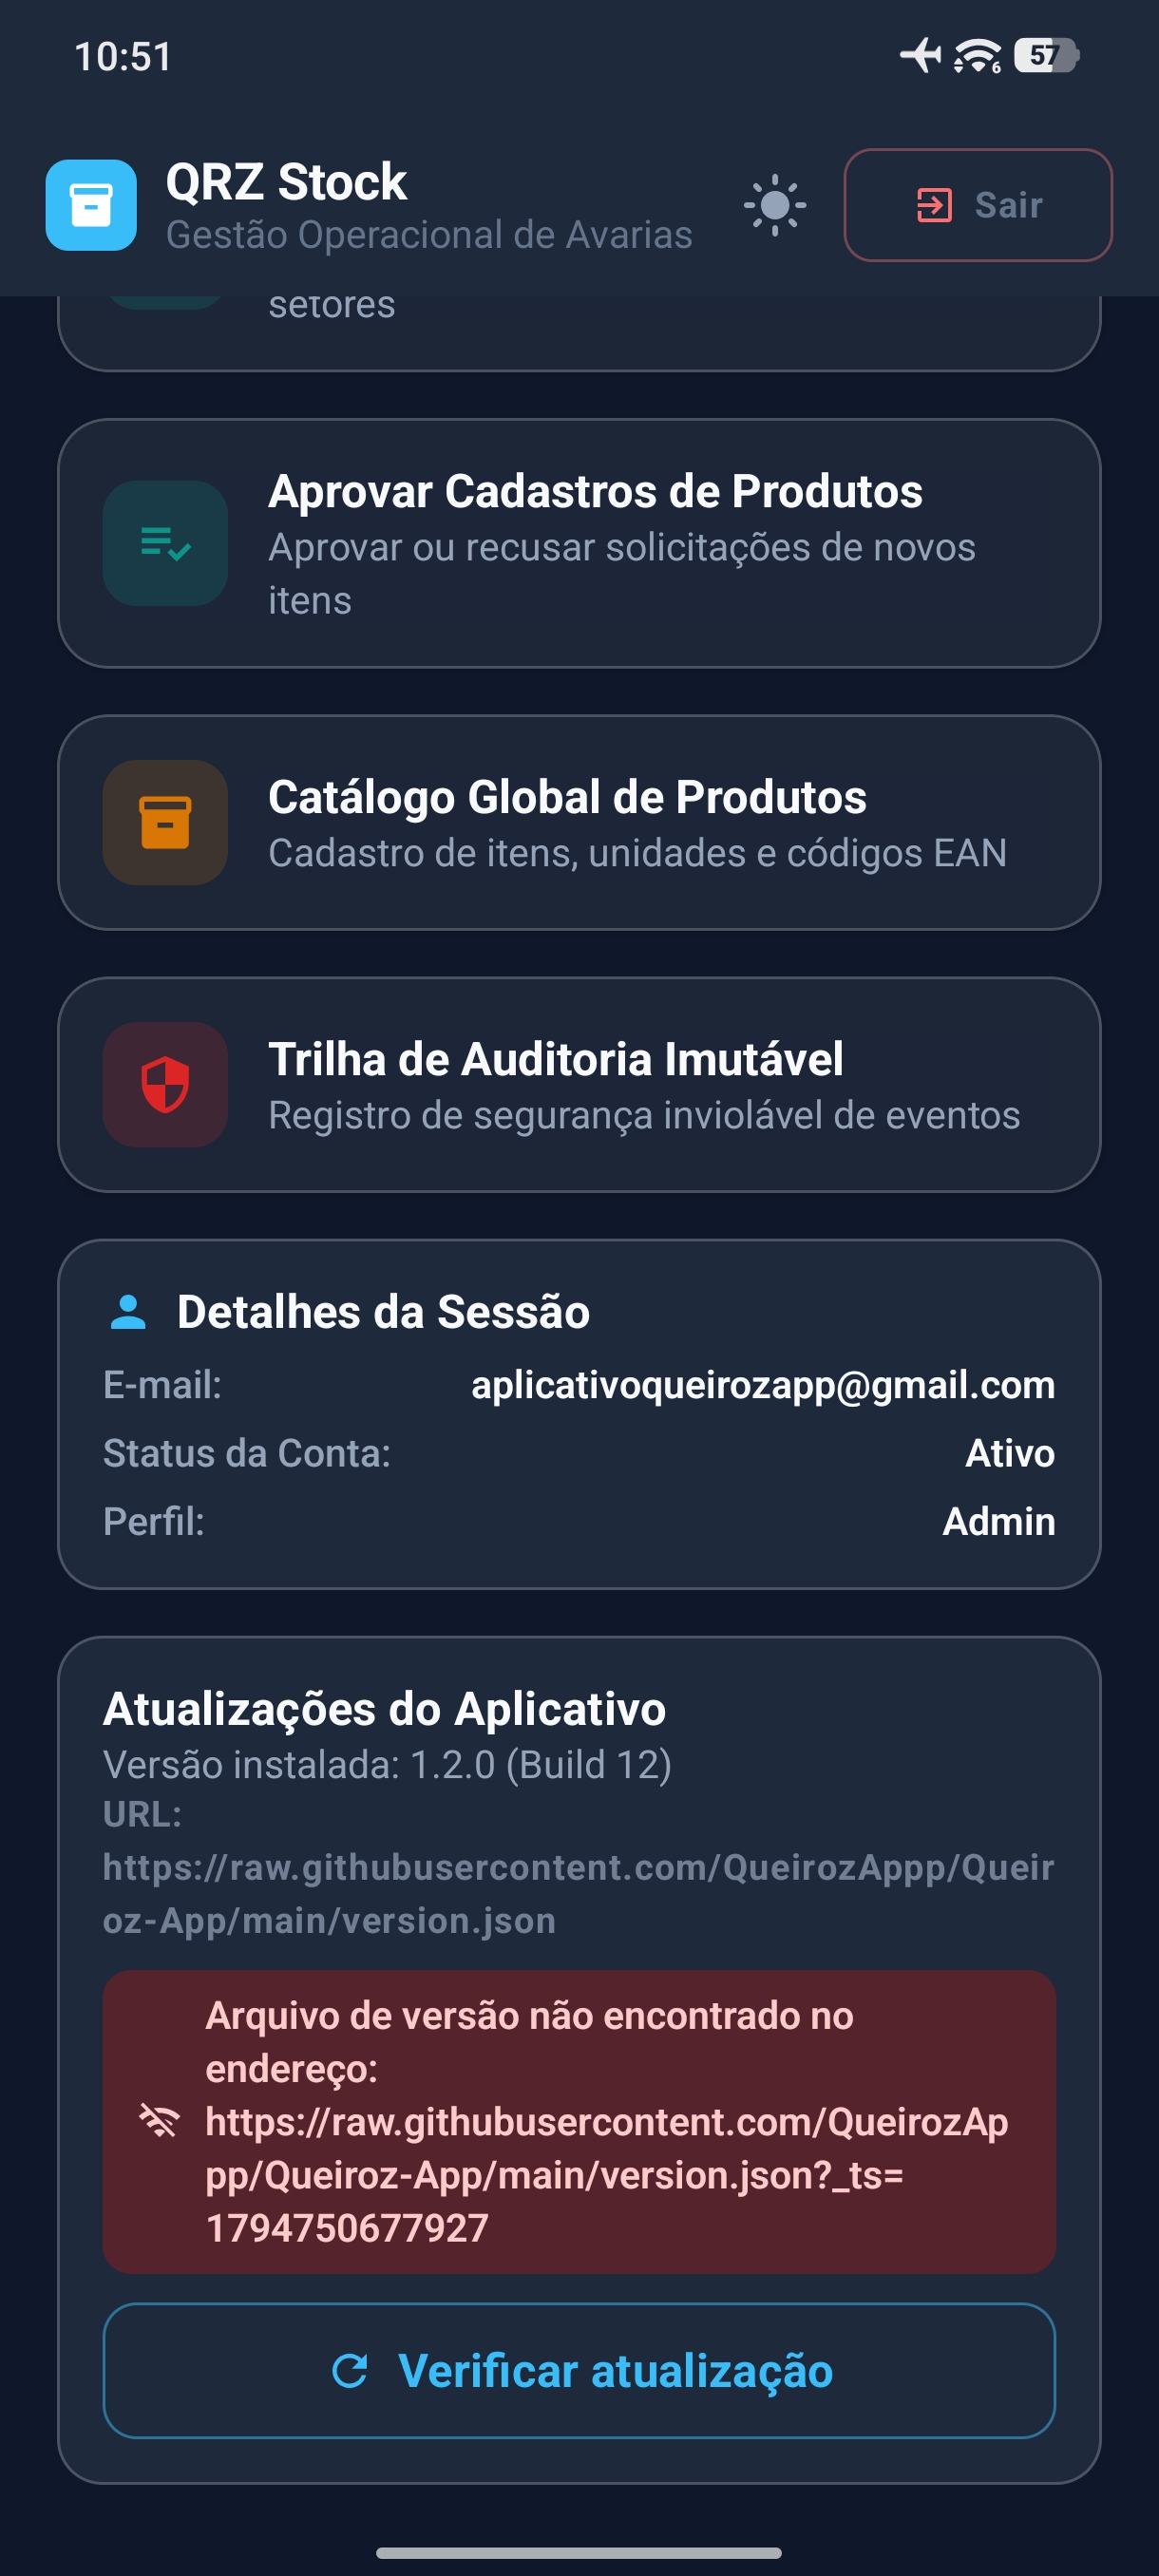 10:51
6
57
QRZ Stock
Gestão Operacional de Avarias
Sair
setores
Aprovar Cadastros de Produtos
Aprovar ou recusar solicitações de novos
itens
Catálogo Global de Produtos
Cadastro de itens, unidades e códigos EAN
Trilha de Auditoria Imutável
Registro de segurança inviolável de eventos
Detalhes da Sessão
E-mail: aplicativoqueirozapp@gmail.com
Status da Conta: Ativo
Perfil: Admin
Atualizações do Aplicativo
Versão instalada: 1.2.0 (Build 12)
URL:
https://raw.githubusercontent.com/QueirozAppp/Queir
oz-App/main/version.json
Arquivo de versão não encontrado no
endereço:
https://raw.githubusercontent.com/QueirozAp
pp/Queiroz-App/main/version.json?_ts=
1794750677927
Verificar atualização